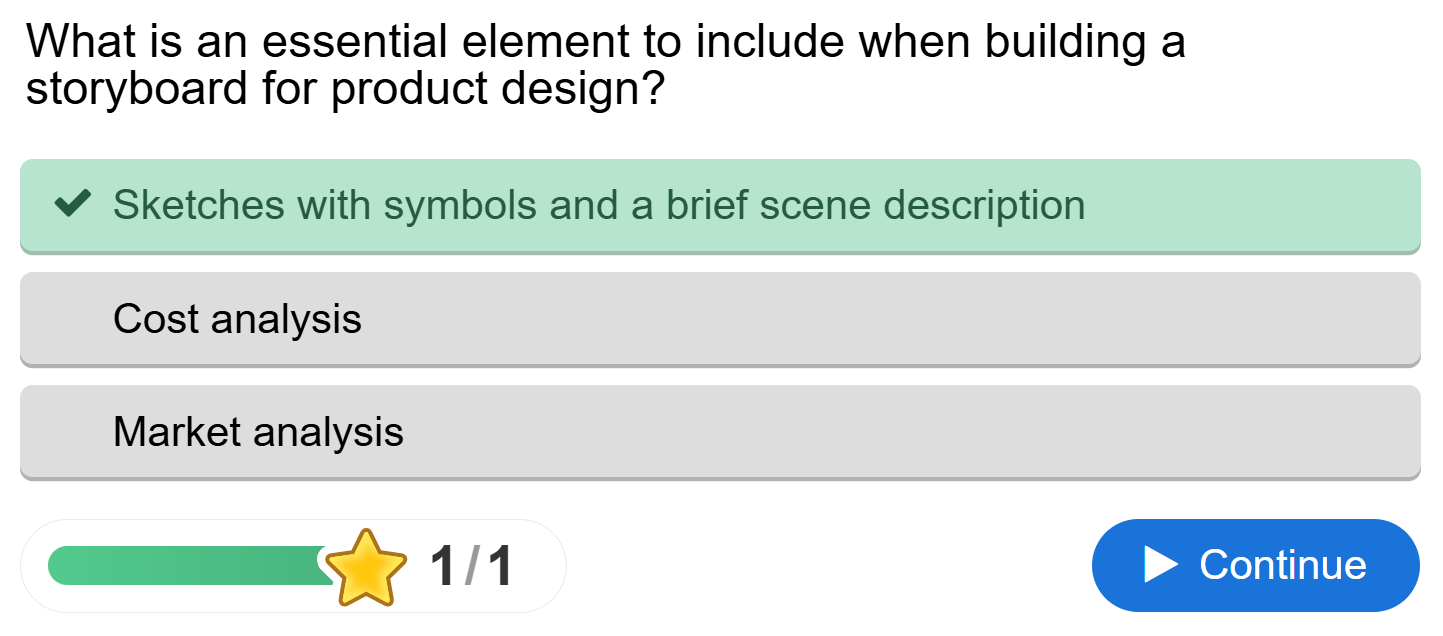 What is an essential element to include when building a
storyboard for product design?
Sketches with symbols and a brief scene description
Cost analysis
Market analysis
1/1
Continue